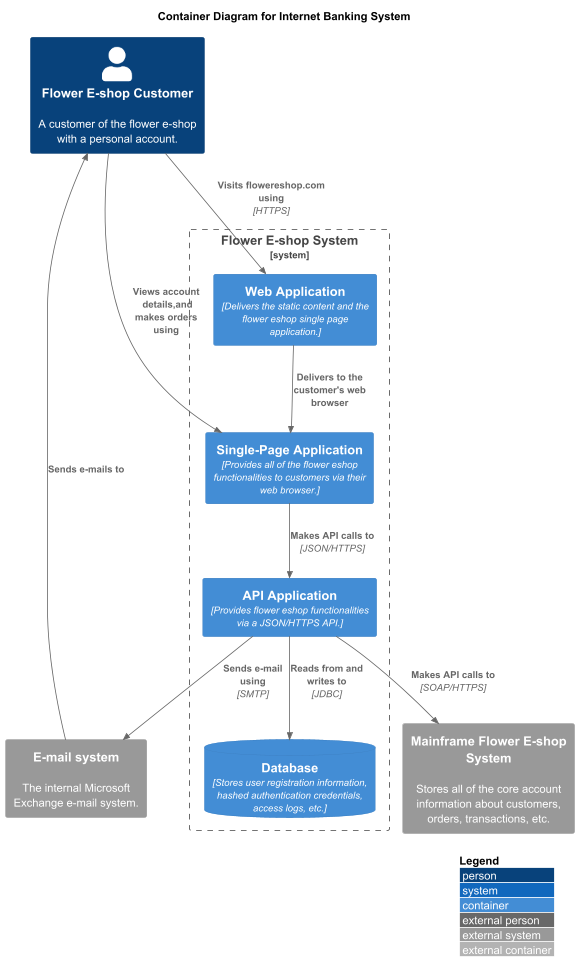 Container Diagram for Internet Banking System
Flower E-shop Customer
A customer of the flower e-shop
with a personal account.
Visits flowereshop.com
using
[HTTPS]
Flower E-shop System
[system]
Web Application
[Delivers the static content and the
flower eshop single page
application.]
Views account
details,and
makes orders
using
Delivers to the
customer's web
browser
Single-Page Application
[Provides all of the flower eshop
functionalities to customers via their
web browser.]
Sends e-mails to
Makes API calls to
[JSON/HTTPS]
API Application
[Provides flower eshop functionalities
via a JSON/HTTPS API.]
Sends e-mail
using
[SMTP]
Reads from and
writes to
[JDBC]
Makes API calls to
[SOAP/HTTPS]
E-mail system
The internal Microsoft
Exchange e-mail system.
Database
[Stores user registration information,
hashed authentication credentials,
access logs, etc.]
Mainframe Flower E-shop
System
Stores all of the core account
information about customers,
orders, transactions, etc.
Legend
person
system
container
external person
external system
external container